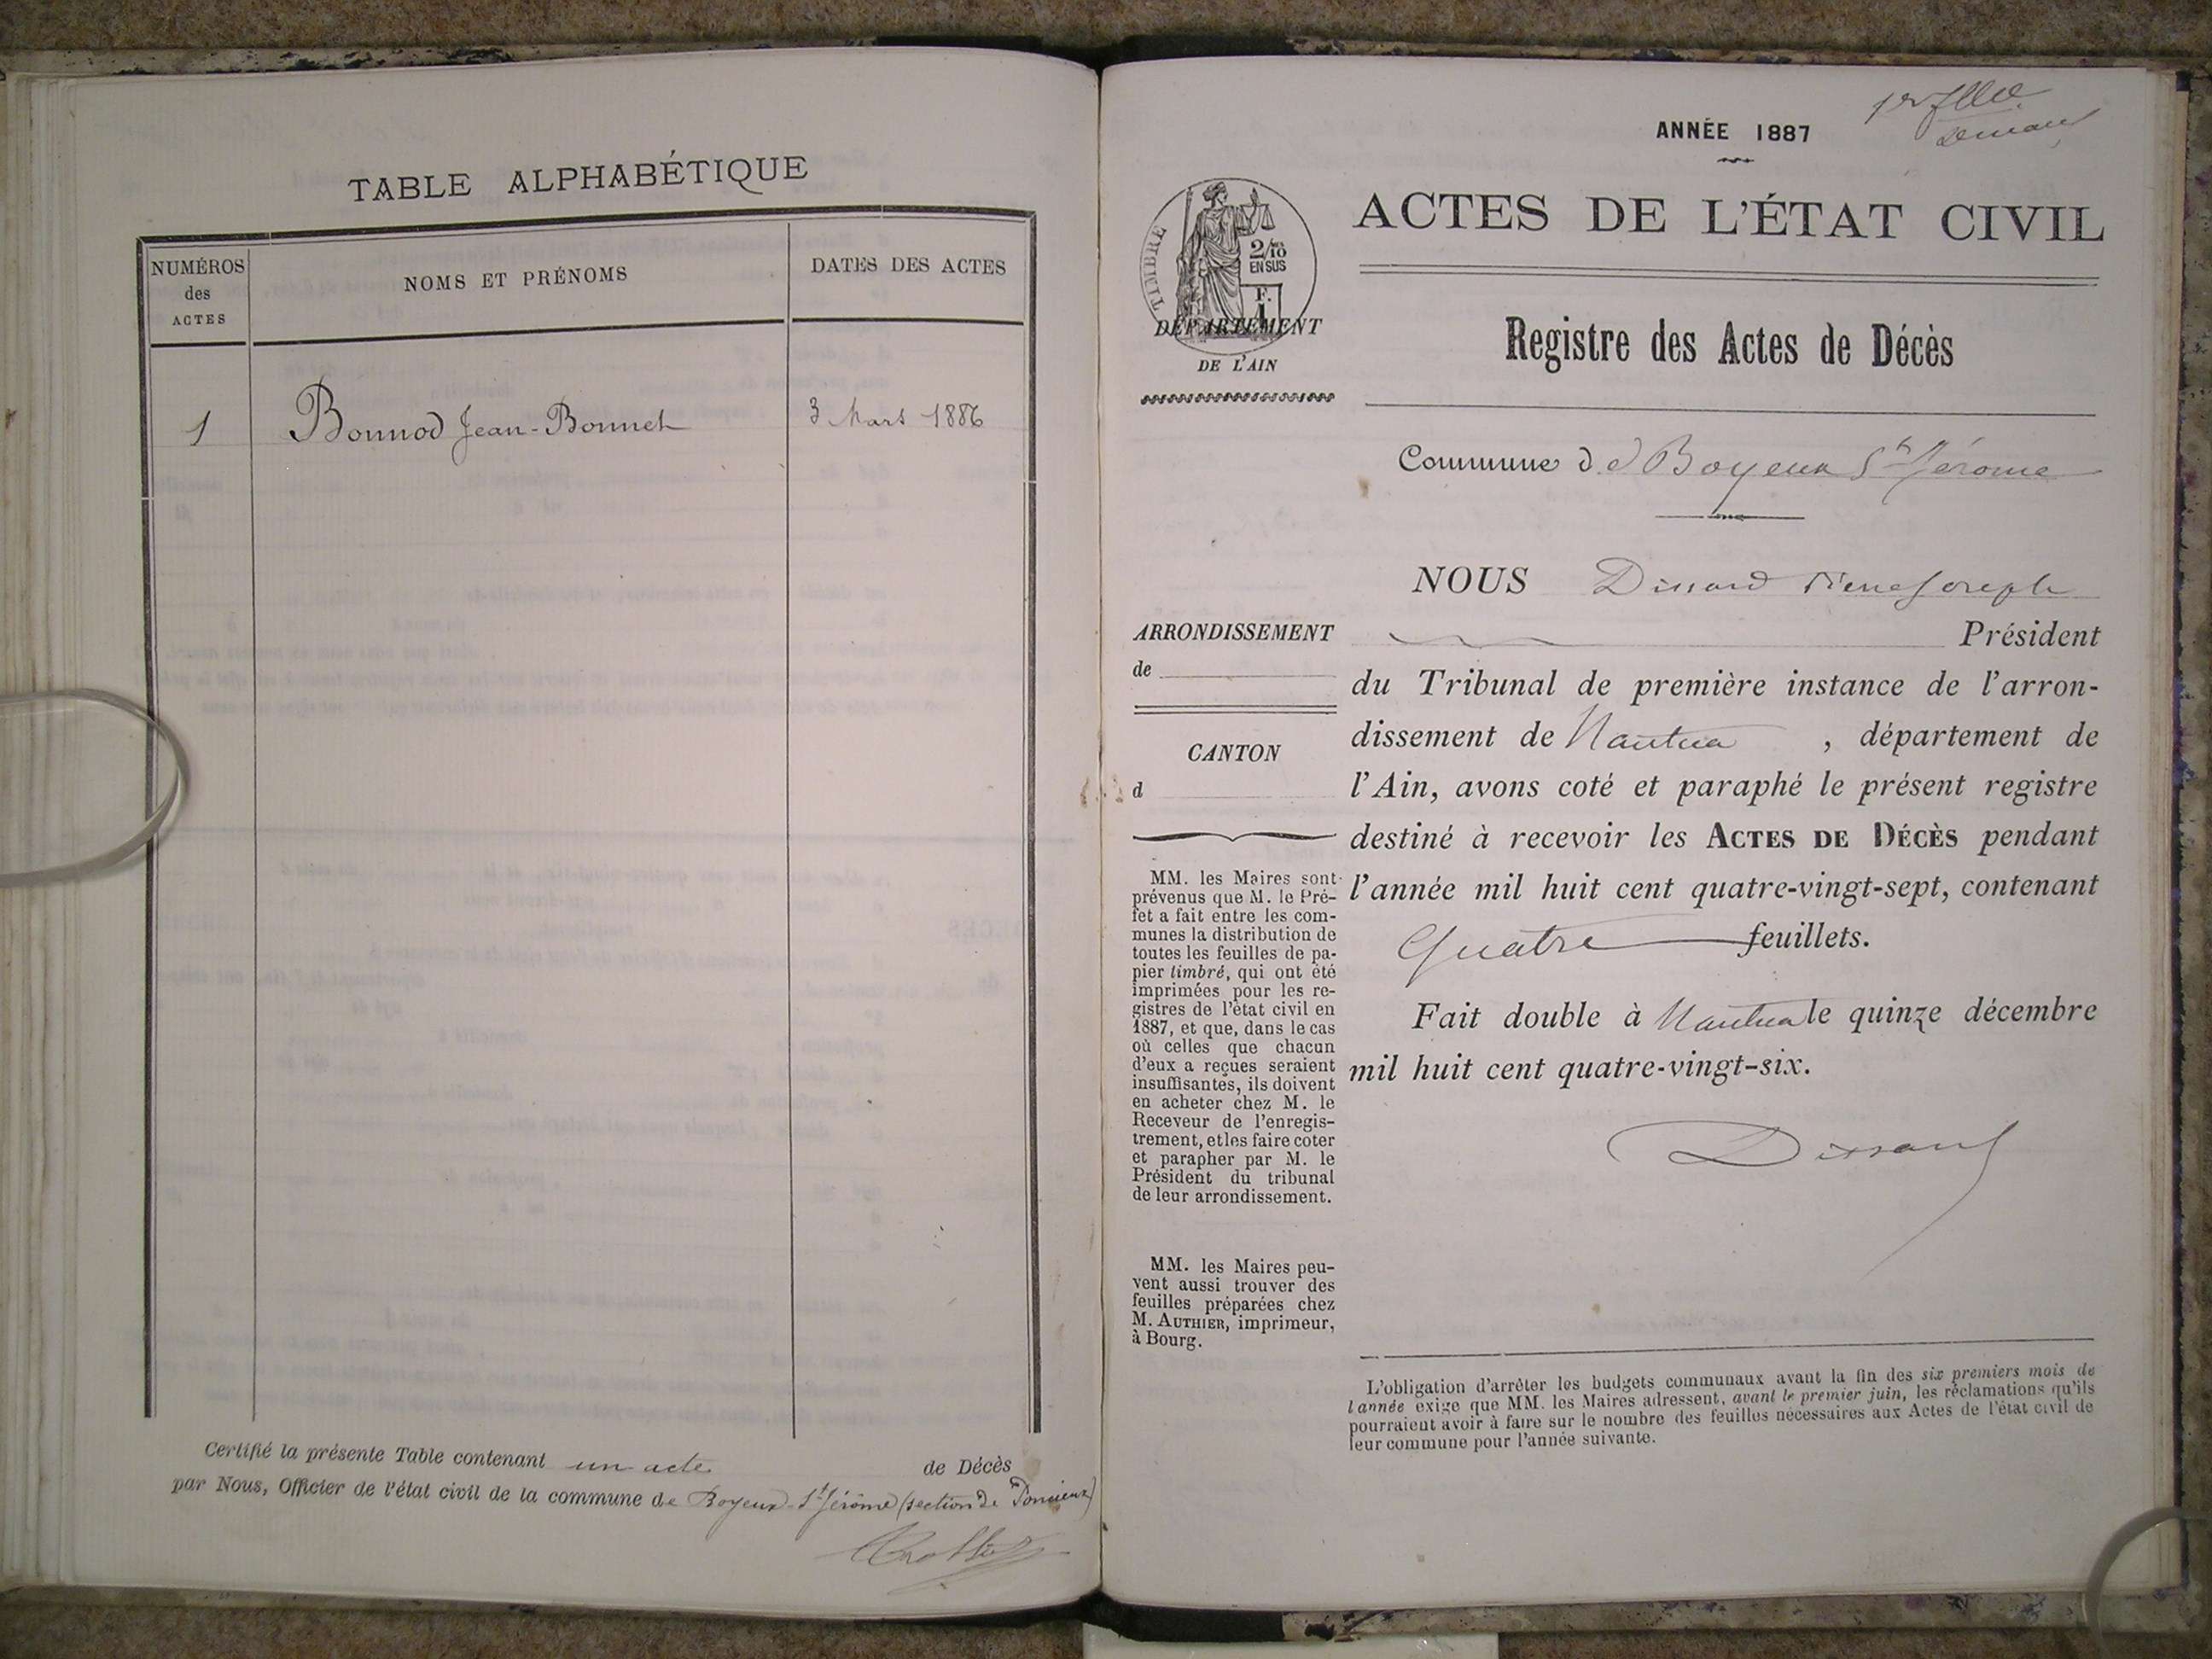 TABLE ALPHABÉTIQUE
NUMÉROS
des
ACTES
NOMS ET PRÉNOMS
DATES DES ACTES
1
Bonnod Jean-Bonnet
3 Mars 1886
Certifié la présente Table contenant un acte de Décès
par Nous, Officier de l'état civil de la commune de Boyeux-St Jérôme (section de Poncieux)
ANNÉE 1887
ACTES DE L'ÉTAT CIVIL
TIMBRE
2/10
EN SUS
F.
1
DÉPARTEMENT
DE L'AIN
Registre des Actes de Décès
Commune de Boyeux St Jérome
NOUS Dissard Pierre Joseph
Président
du Tribunal de première instance de l'arron-
dissement de Nantua, département de
l'Ain, avons coté et paraphé le présent registre
destiné à recevoir les ACTES DE DÉCÈS pendant
l'année mil huit cent quatre-vingt-sept, contenant
Quatre feuillets.
Fait double à Nantua le quinze décembre
mil huit cent quatre-vingt-six.
Dissard
ARRONDISSEMENT
de
CANTON
d
MM. les Maires sont
prévenus que M. le Pré-
fet a fait entre les com-
munes la distribution de
toutes les feuilles de pa-
pier timbré, qui ont été
imprimées pour les re-
gistres de l'état civil en
1887, et que, dans le cas
où celles que chacun
d'eux a reçues seraient
insuffisantes, ils doivent
en acheter chez M. le
Receveur de l'enregis-
trement, et les faire coter
et parapher par M. le
Président du tribunal
de leur arrondissement.
MM. les Maires peu-
vent aussi trouver des
feuilles préparées chez
M. AUTHIER, imprimeur,
à Bourg.
L'obligation d'arrêter les budgets communaux avant la fin des six premiers mois de
l'année exige que MM. les Maires adressent, avant le premier juin, les réclamations qu'ils
pourraient avoir à faire sur le nombre des feuilles nécessaires aux Actes de l'état civil de
leur commune pour l'année suivante.